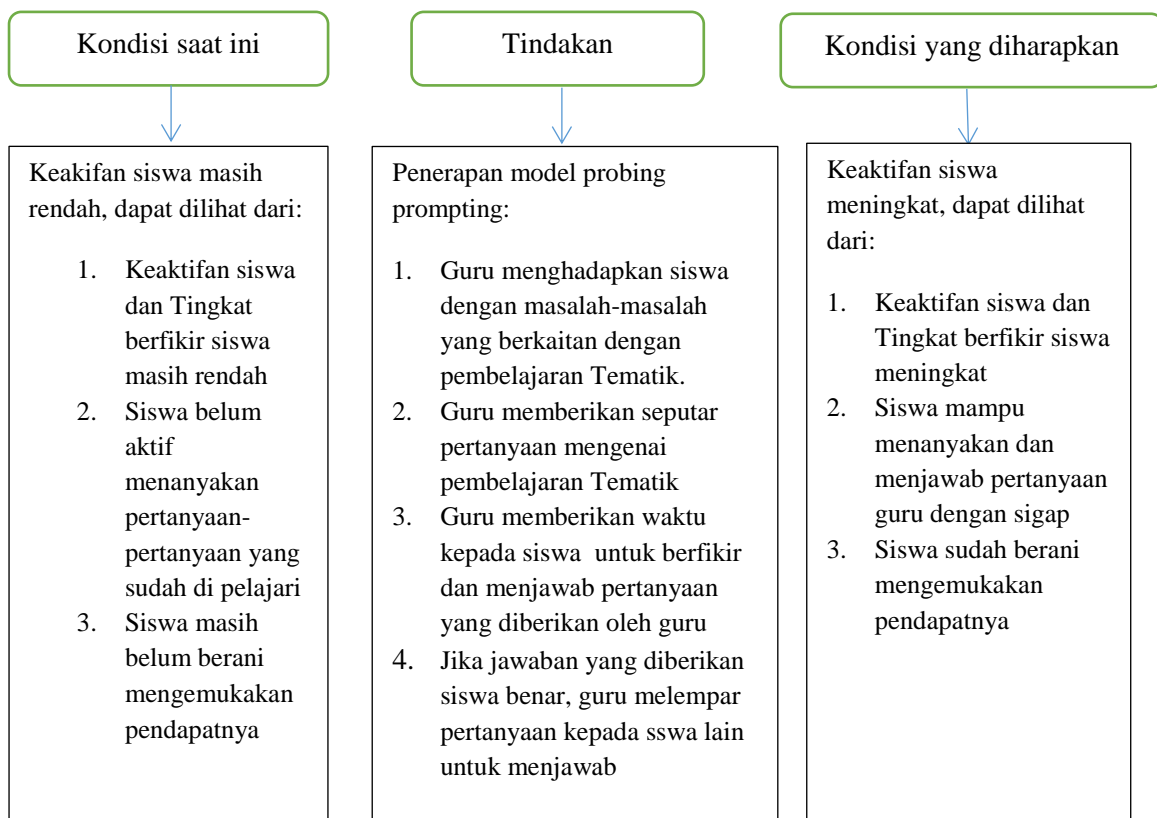 Kondisi saat ini
Tindakan
Kondisi yang diharapkan
Keakifan siswa masih
rendah, dapat dilihat dari:
1. Keaktifan siswa
dan Tingkat
berfikir siswa
masih rendah
2. Siswa belum
aktif
menanyakan
pertanyaan-
pertanyaan yang
sudah di pelajari
3. Siswa masih
belum berani
mengemukakan
pendapatnya
Penerapan model probing
prompting:
1. Guru menghadapkan siswa
dengan masalah-masalah
yang berkaitan dengan
pembelajaran Tematik.
2. Guru memberikan seputar
pertanyaan mengenai
pembelajaran Tematik
3. Guru memberikan waktu
kepada siswa untuk berfikir
dan menjawab pertanyaan
yang diberikan oleh guru
4. Jika jawaban yang diberikan
siswa benar, guru melempar
pertanyaan kepada sswa lain
untuk menjawab
Keaktifan siswa
meningkat, dapat dilihat
dari:
1. Keaktifan siswa dan
Tingkat berfikir siswa
meningkat
2. Siswa mampu
menanyakan dan
menjawab pertanyaan
guru dengan sigap
3. Siswa sudah berani
mengemukakan
pendapatnya